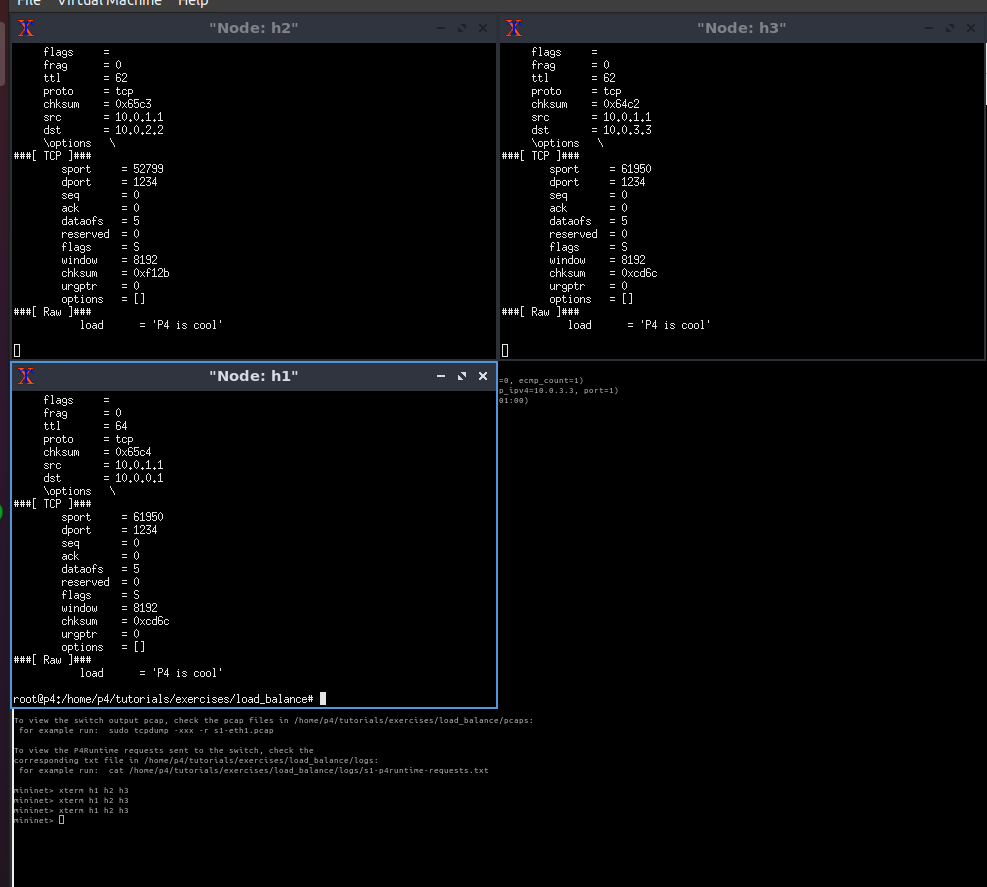 File Virtual Machine Help
"Node: h2"
flags =
frag = 0
ttl = 62
proto = tcp
chksum = 0x65c3
src = 10.0.1.1
dst = 10.0.2.2
\options \
###[ TCP ]###
sport = 52799
dport = 1234
seq = 0
ack = 0
dataofs = 5
reserved = 0
flags = S
window = 8192
chksum = 0xf12b
urgptr = 0
options = []
###[ Raw ]###
load = 'P4 is cool'
"Node: h3"
flags =
frag = 0
ttl = 62
proto = tcp
chksum = 0x64c2
src = 10.0.1.1
dst = 10.0.3.3
\options \
###[ TCP ]###
sport = 61950
dport = 1234
seq = 0
ack = 0
dataofs = 5
reserved = 0
flags = S
window = 8192
chksum = 0xcd6c
urgptr = 0
options = []
###[ Raw ]###
load = 'P4 is cool'
"Node: h1"
flags =
frag = 0
ttl = 64
proto = tcp
chksum = 0x65c4
src = 10.0.1.1
dst = 10.0.0.1
\options \
###[ TCP ]###
sport = 61950
dport = 1234
seq = 0
ack = 0
dataofs = 5
reserved = 0
flags = S
window = 8192
chksum = 0xcd6c
urgptr = 0
options = []
###[ Raw ]###
load = 'P4 is cool'
root@p4:/home/p4/tutorials/exercises/load_balance#
=0, ecmp_count=1)
p_ipv4=10.0.3.3, port=1)
01:00)
To view the switch output pcap, check the pcap files in /home/p4/tutorials/exercises/load_balance/pcaps:
for example run: sudo tcpdump -xxx -r s1-eth1.pcap
To view the P4Runtime requests sent to the switch, check the
corresponding txt file in /home/p4/tutorials/exercises/load_balance/logs:
for example run: cat /home/p4/tutorials/exercises/load_balance/logs/s1-p4runtime-requests.txt
mininet> xterm h1 h2 h3
mininet> xterm h1 h2 h3
mininet> xterm h1 h2 h3
mininet>